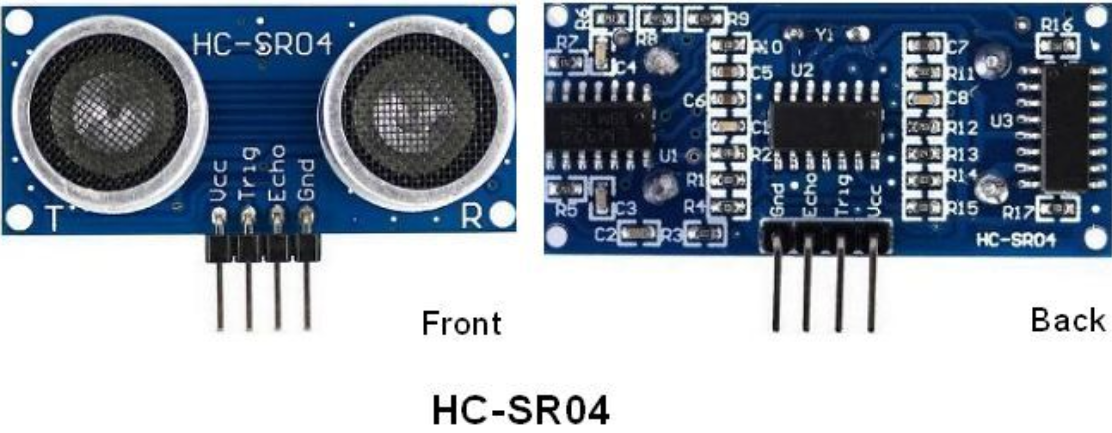 HC-SR04
Vcc
Trig
Echo
Gnd
T
R
Front
R6
R8
R9
R7
C4
R10
C5
C6
C1
R2
R1
R4
U1
R5
C3
C2
R3
Y1
U2
Gnd
Echo
Trig
Vcc
C7
R11
C8
R12
R13
R14
R15
R16
U3
R17
HC-SR04
Back
HC-SR04